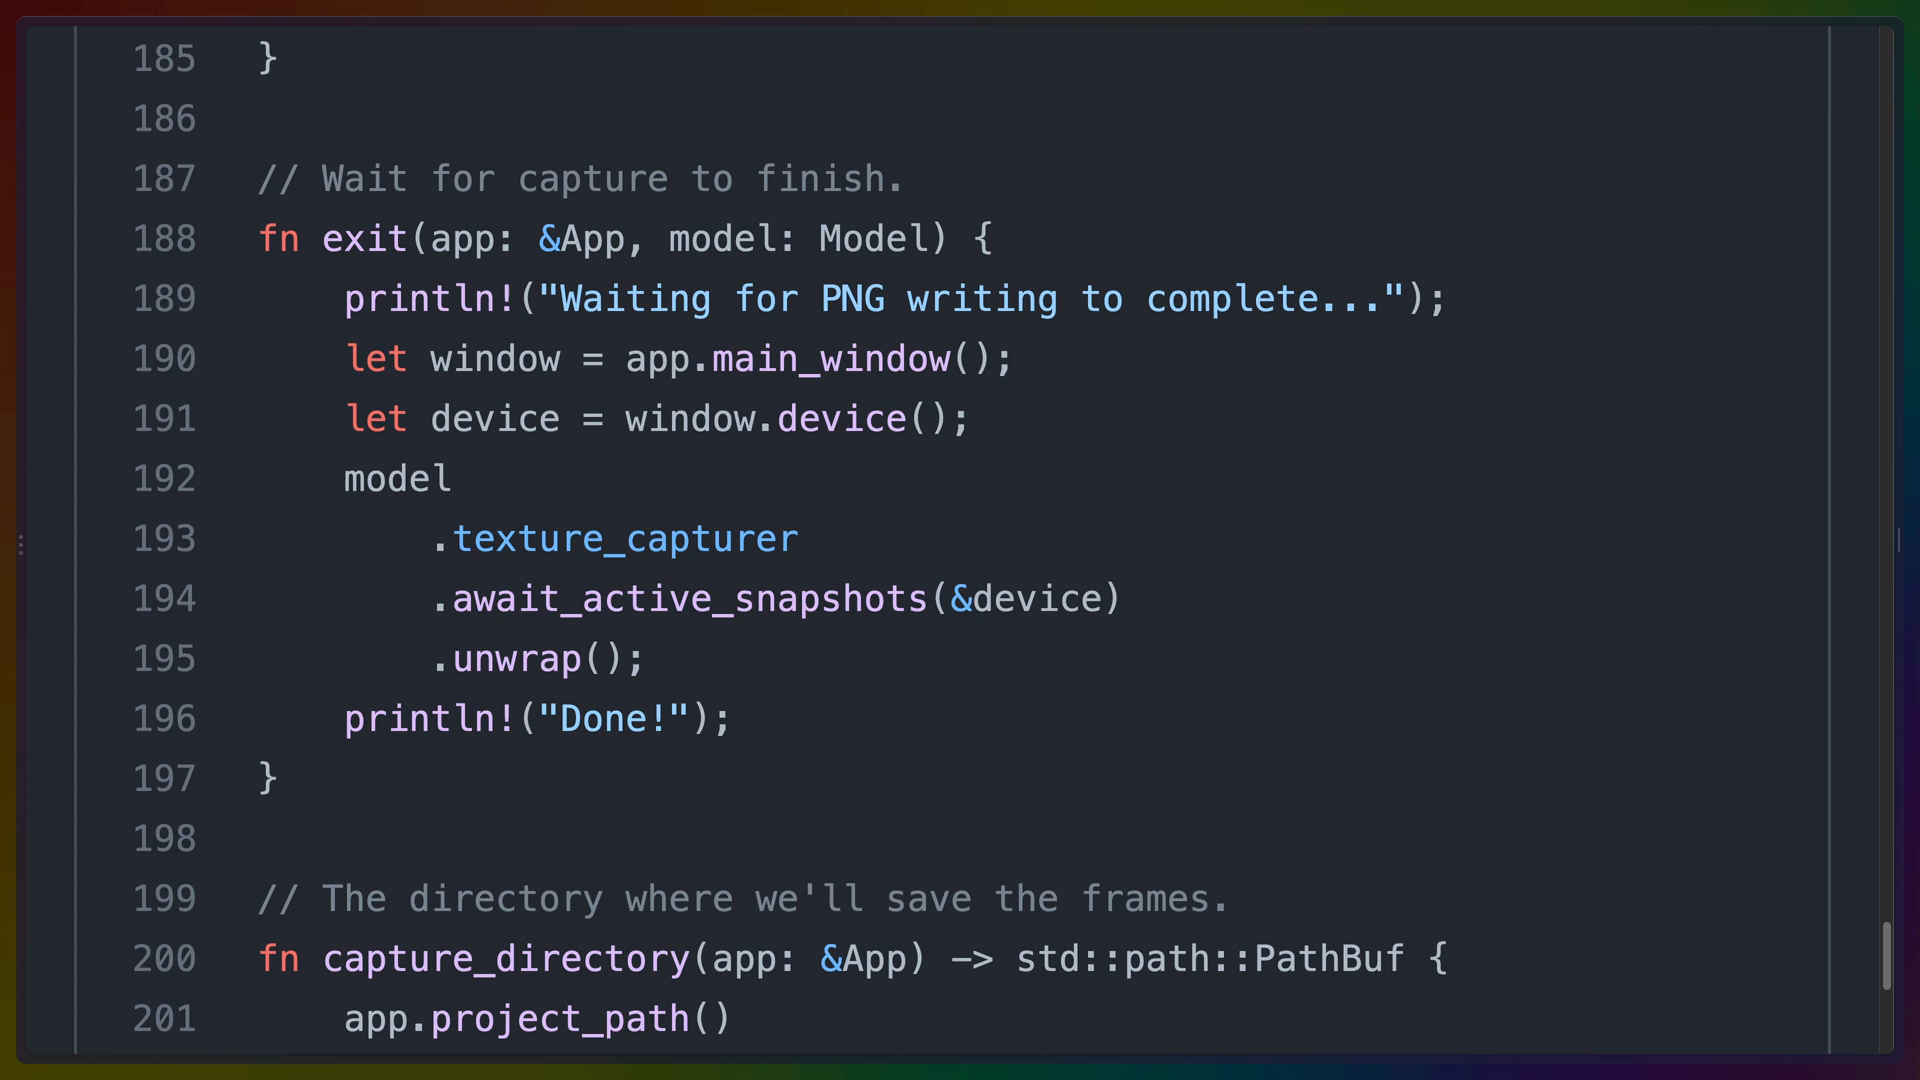 185 }
186
187 // Wait for capture to finish.
188 fn exit(app: &App, model: Model) {
189     println!("Waiting for PNG writing to complete...");
190     let window = app.main_window();
191     let device = window.device();
192     model
193         .texture_capturer
194         .await_active_snapshots(&device)
195         .unwrap();
196     println!("Done!");
197 }
198
199 // The directory where we'll save the frames.
200 fn capture_directory(app: &App) -> std::path::PathBuf {
201     app.project_path()